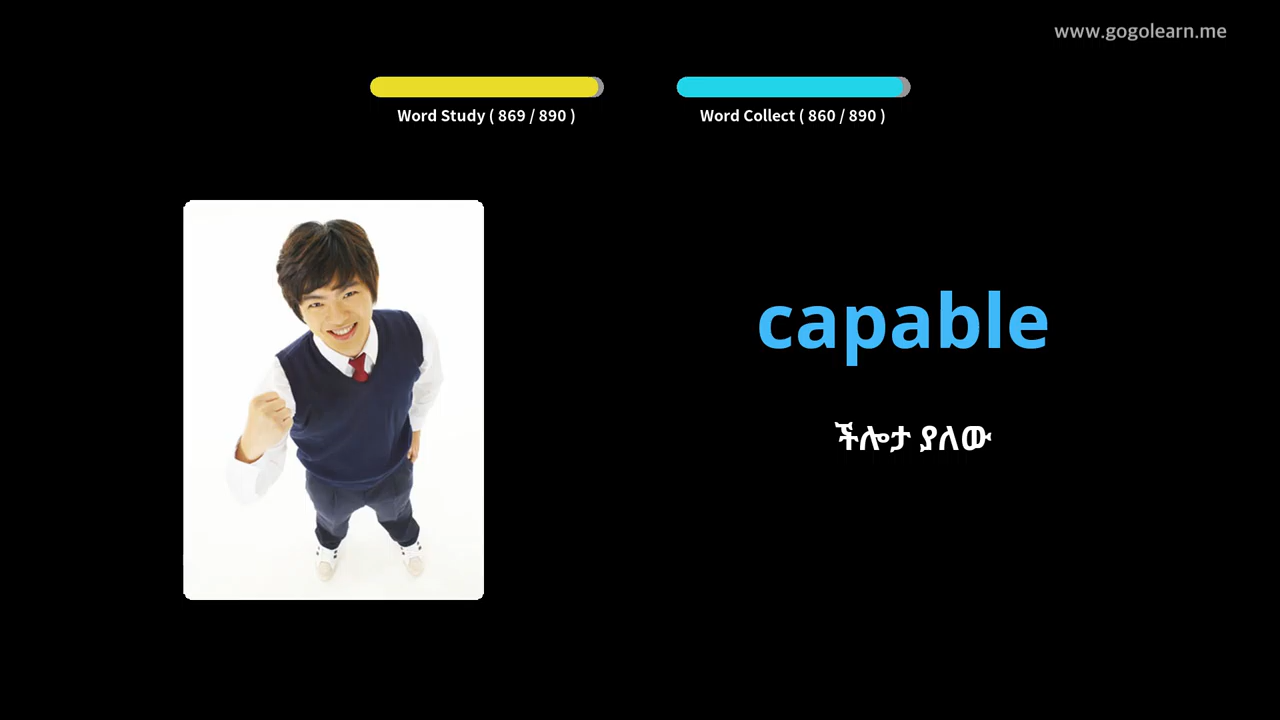 www.gogolearn.me
Word Study ( 869 / 890 )
Word Collect ( 860 / 890 )
capable
ችሎታ ያለው